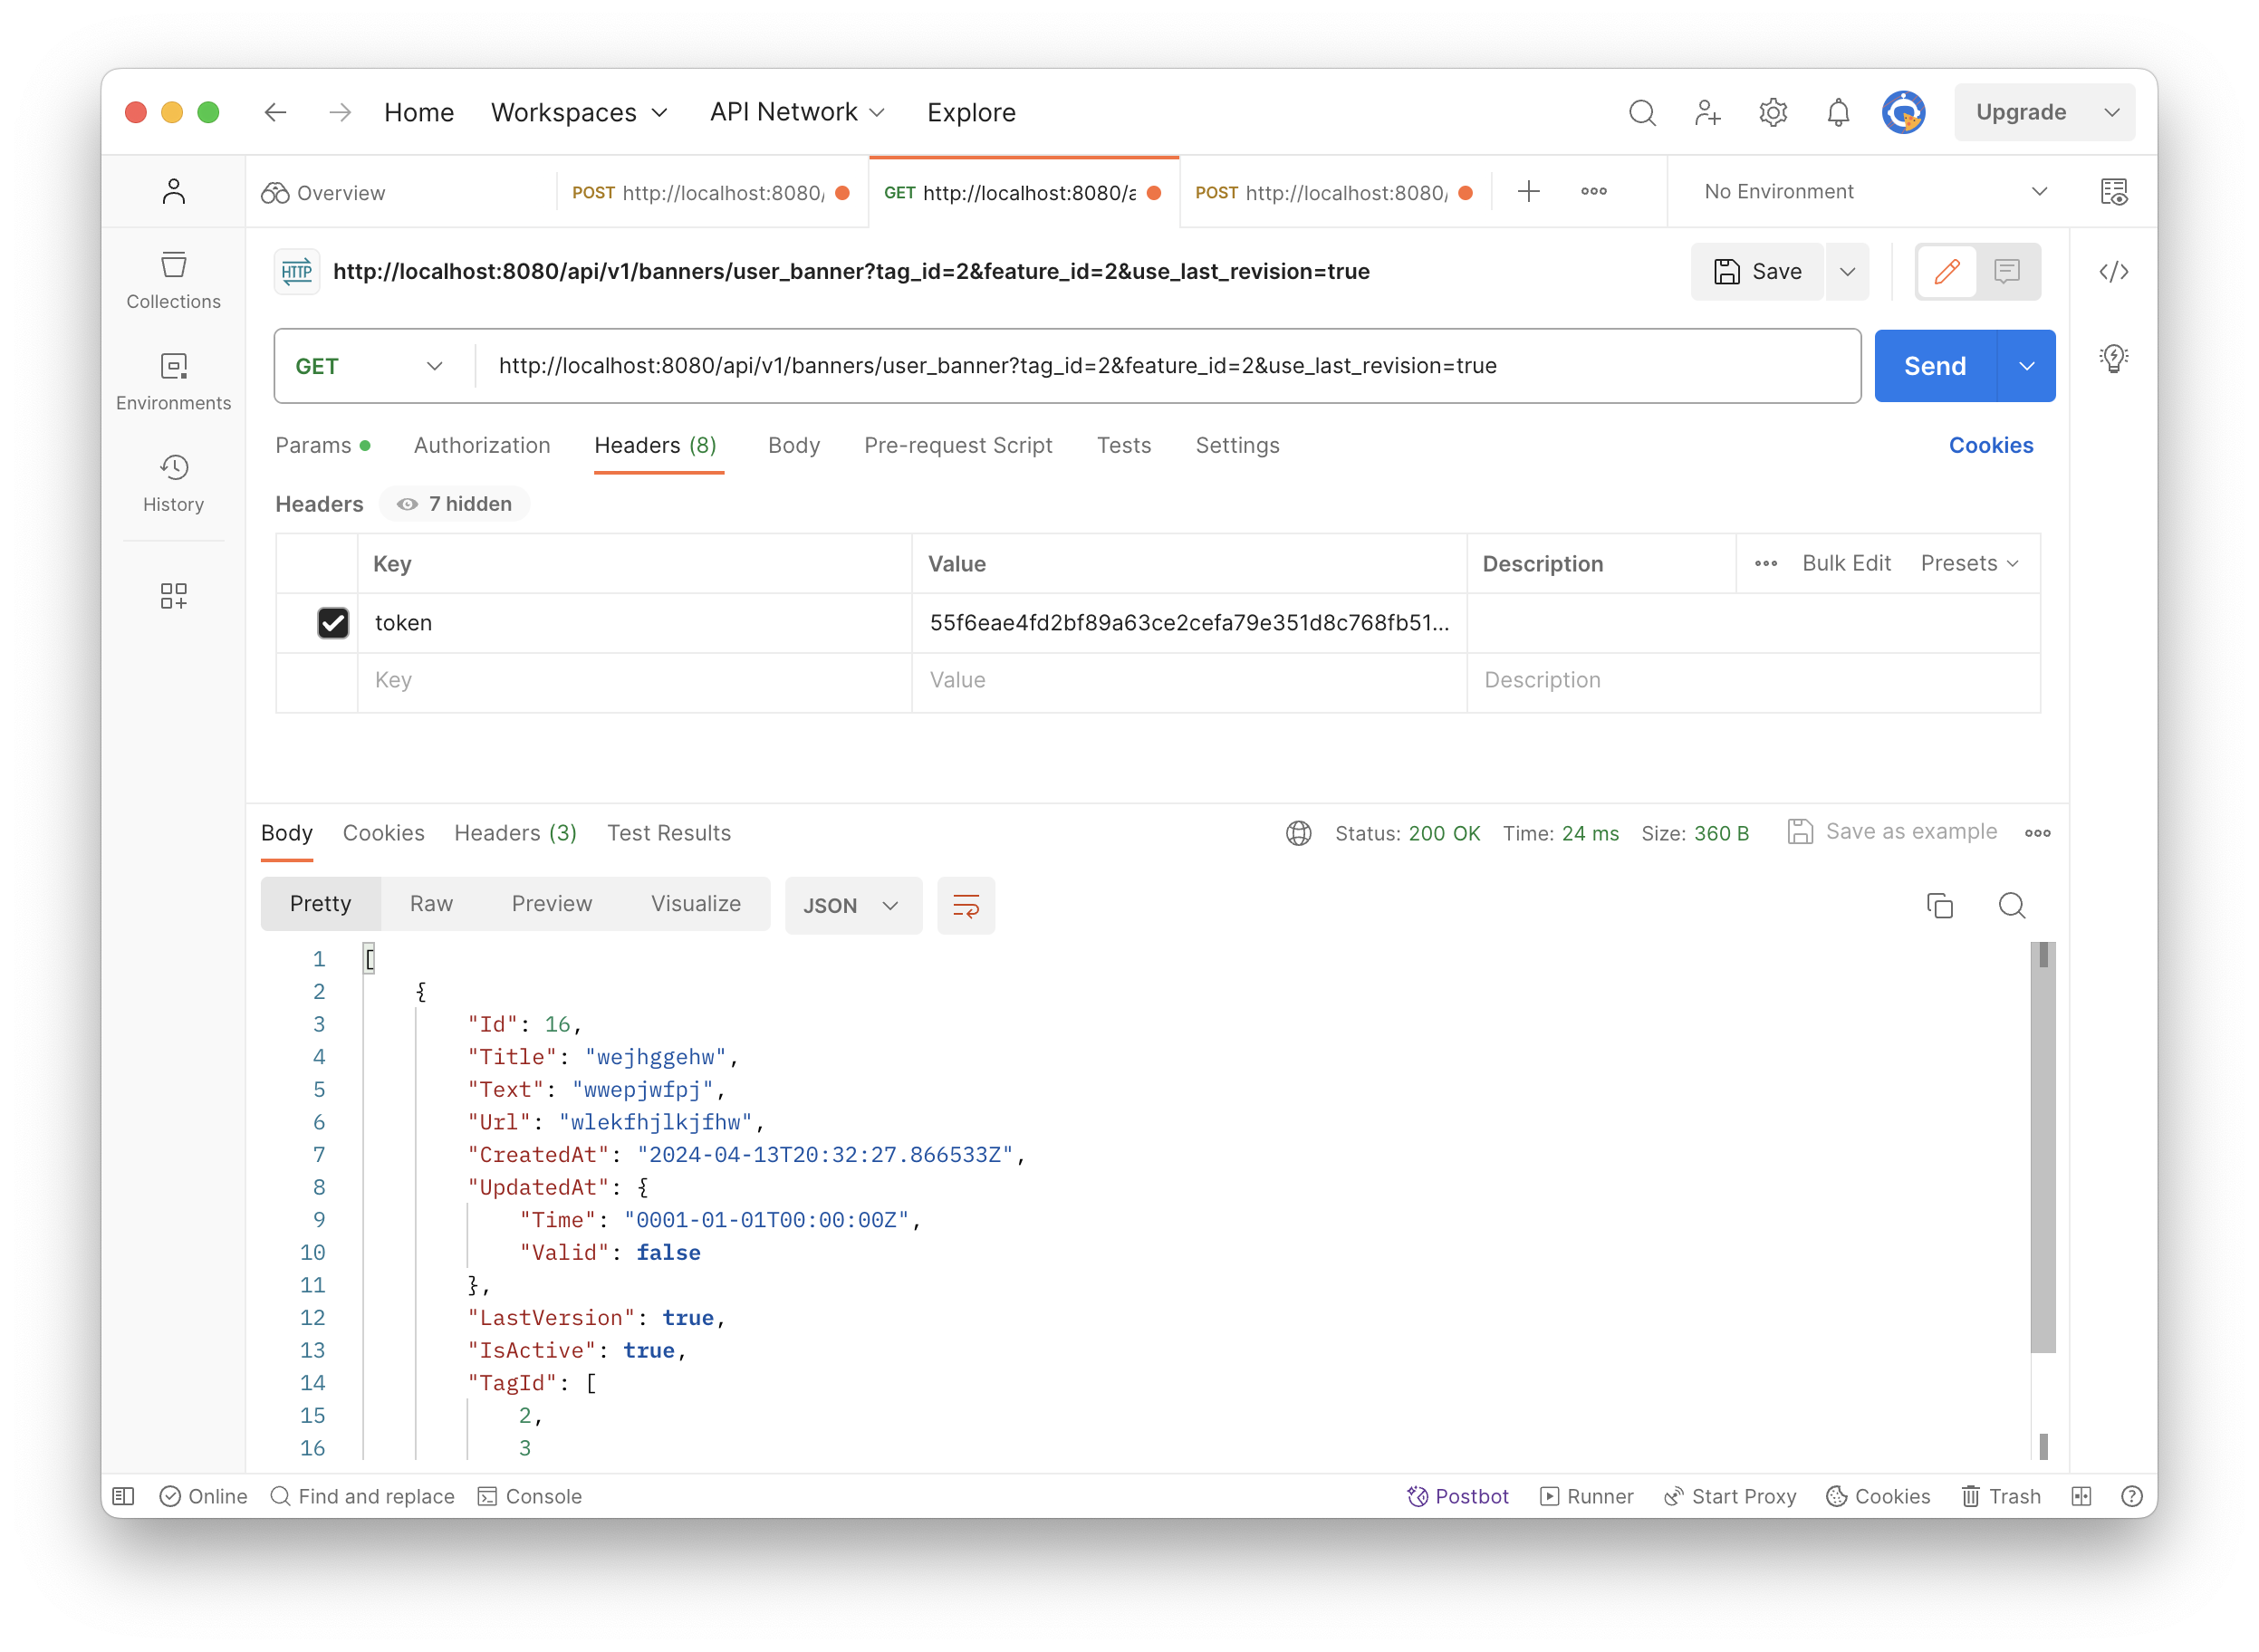 Home Workspaces API Network Explore Upgrade
Overview POST http://localhost:8080/ GET http://localhost:8080/a POST http://localhost:8080/ No Environment
HTTP http://localhost:8080/api/v1/banners/user_banner?tag_id=2&feature_id=2&use_last_revision=true Save
Collections
Environments
History
GET http://localhost:8080/api/v1/banners/user_banner?tag_id=2&feature_id=2&use_last_revision=true Send
Params Authorization Headers (8) Body Pre-request Script Tests Settings Cookies
Headers 7 hidden
Key Value Description Bulk Edit Presets
token 55f6eae4fd2bf89a63ce2cefa79e351d8c768fb51...
Key Value Description
Body Cookies Headers (3) Test Results Status: 200 OK Time: 24 ms Size: 360 B Save as example
Pretty Raw Preview Visualize JSON
1 [
2 {
3 "Id": 16,
4 "Title": "wejhggehw",
5 "Text": "wwepjwfpj",
6 "Url": "wlekfhjlkjfhw",
7 "CreatedAt": "2024-04-13T20:32:27.866533Z",
8 "UpdatedAt": {
9 "Time": "0001-01-01T00:00:00Z",
10 "Valid": false
11 },
12 "LastVersion": true,
13 "IsActive": true,
14 "TagId": [
15 2,
16 3
Online Find and replace Console Postbot Runner Start Proxy Cookies Trash